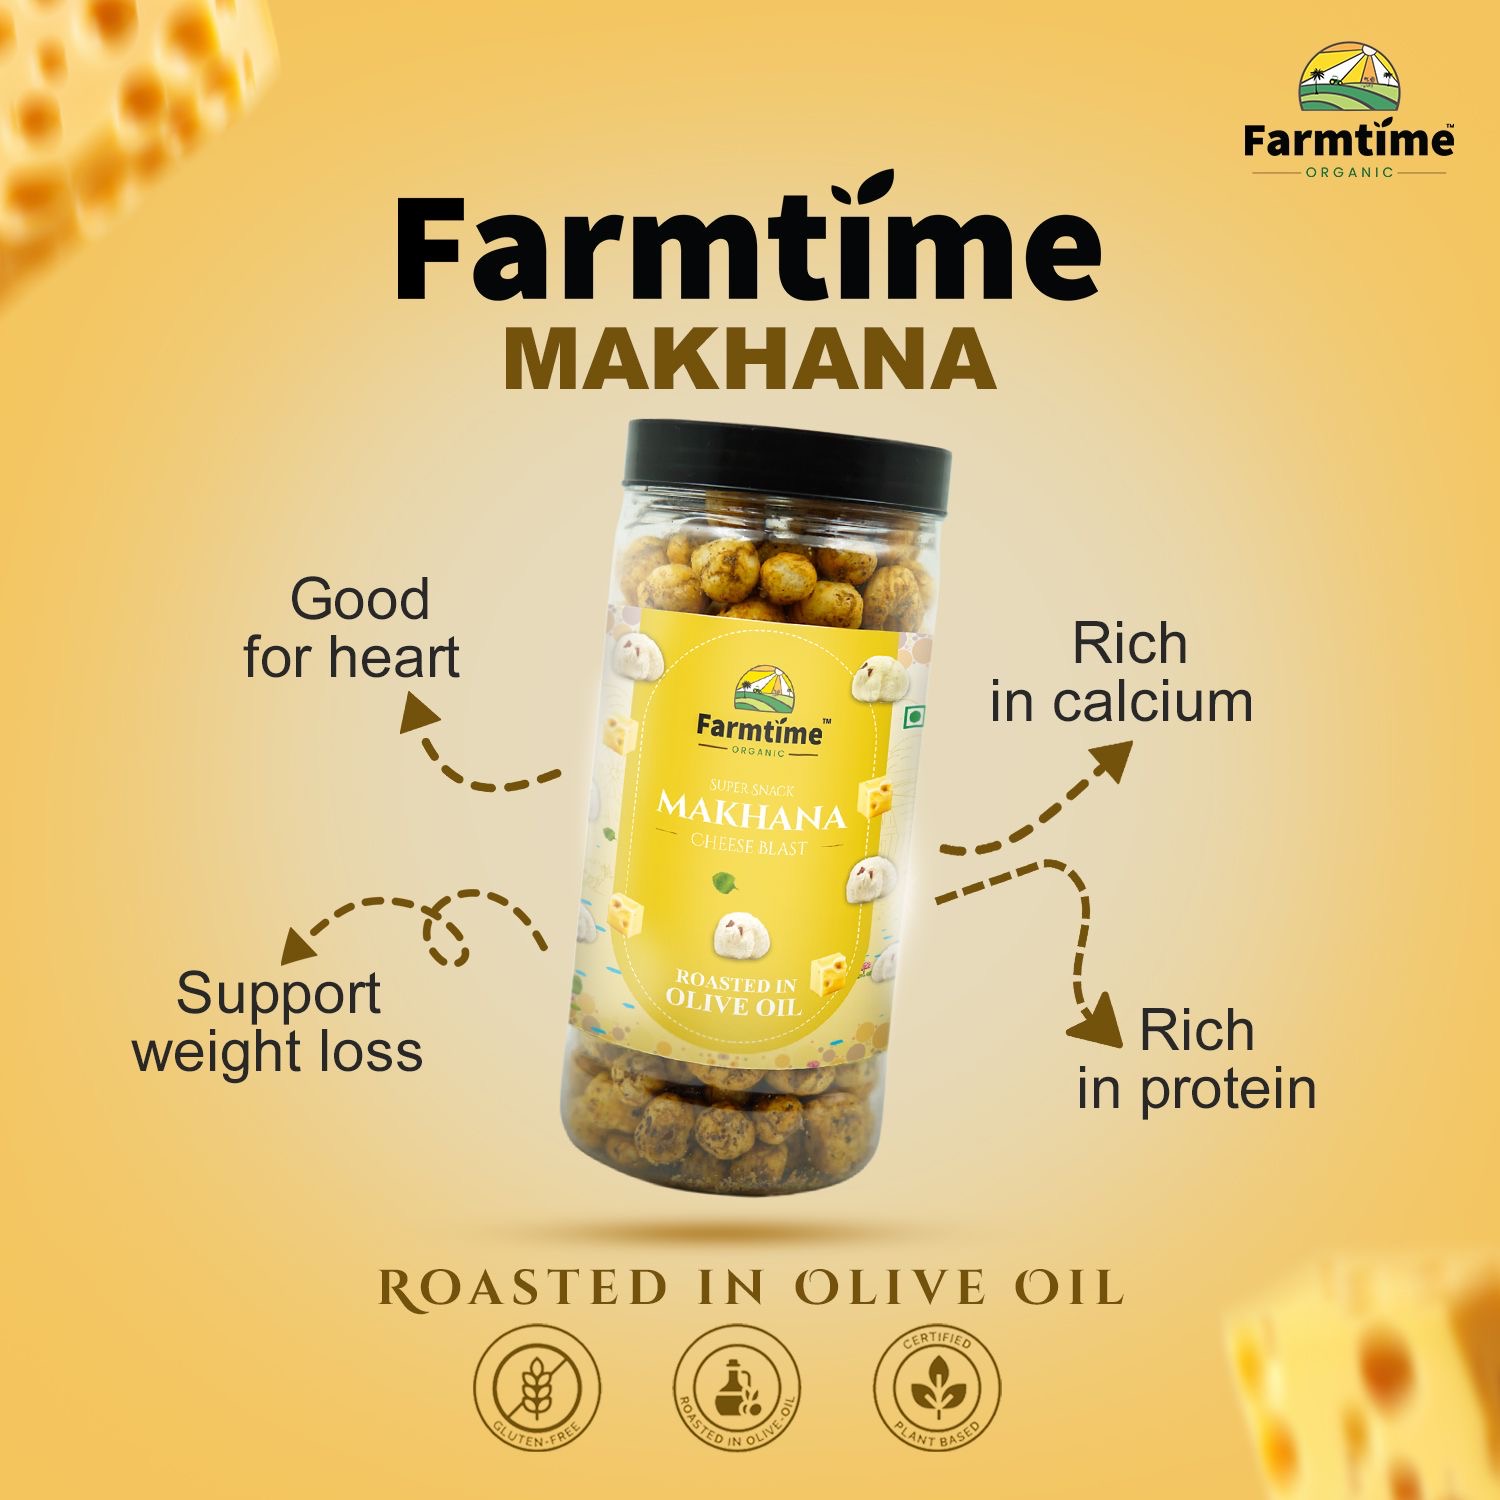 Farmtime™
ORGANIC
Farmtime
MAKHANA
Good
for heart
Rich
in calcium
Farmtime™
ORGANIC
SUPER SNACK
MAKHANA
CHEESE BLAST
ROASTED IN
OLIVE OIL
Support
weight loss
Rich
in protein
ROASTED IN OLIVE OIL
GLUTEN-FREE
ROASTED IN OLIVE-OIL
CERTIFIED
PLANT BASED